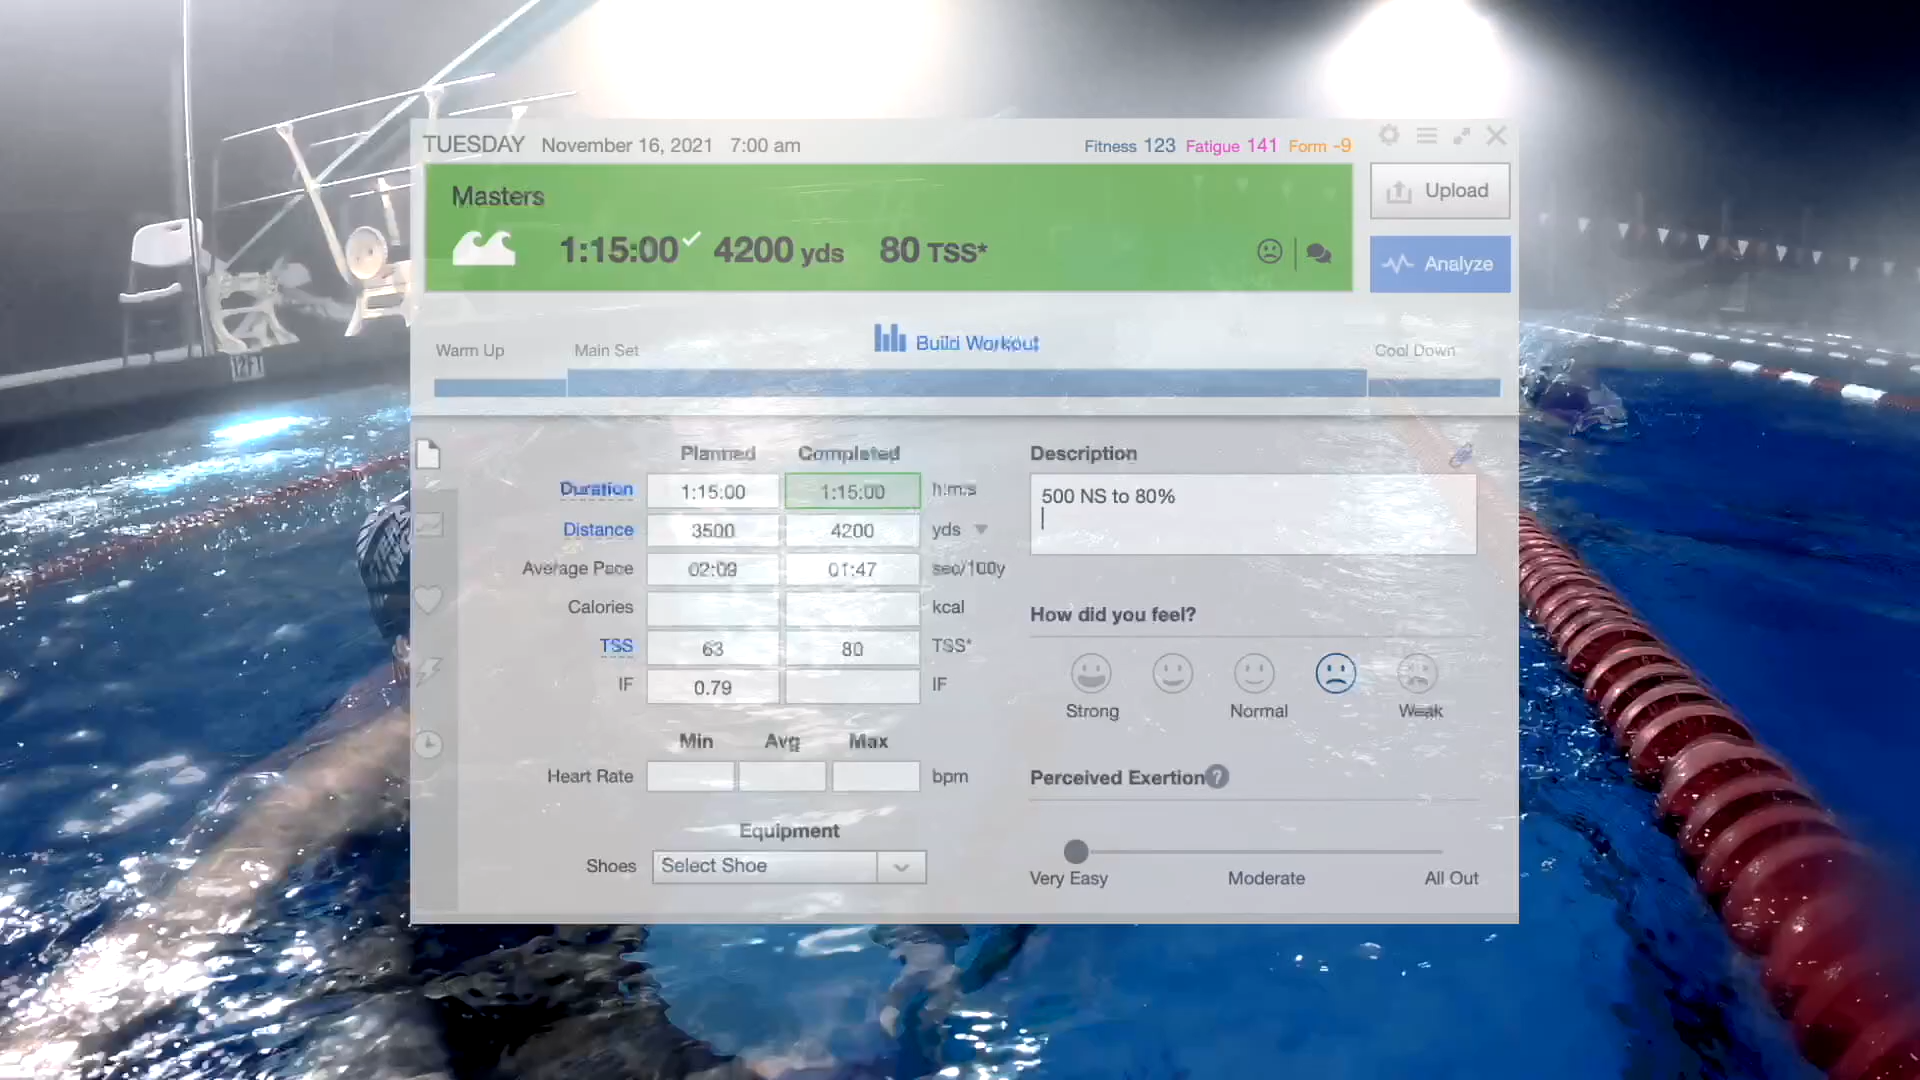 TUESDAY November 16, 2021 7:00 am Fitness 123 Fatigue 141 Form -9
Masters
Upload
1:15:00 4200 yds 80 TSS*
Analyze
Build Workout
Warm Up Main Set Cool Down
Planned Completed
Duration 1:15:00 1:15:00 h:m:s
Distance 3500 4200 yds
Average Pace 02:09 01:47 sec/100y
Calories kcal
TSS 63 80 TSS*
IF 0.79 IF
Min Avg Max
Heart Rate bpm
Equipment
Shoes Select Shoe
Description
500 NS to 80%
How did you feel?
Strong Normal Weak
Perceived Exertion ?
Very Easy Moderate All Out
12FT